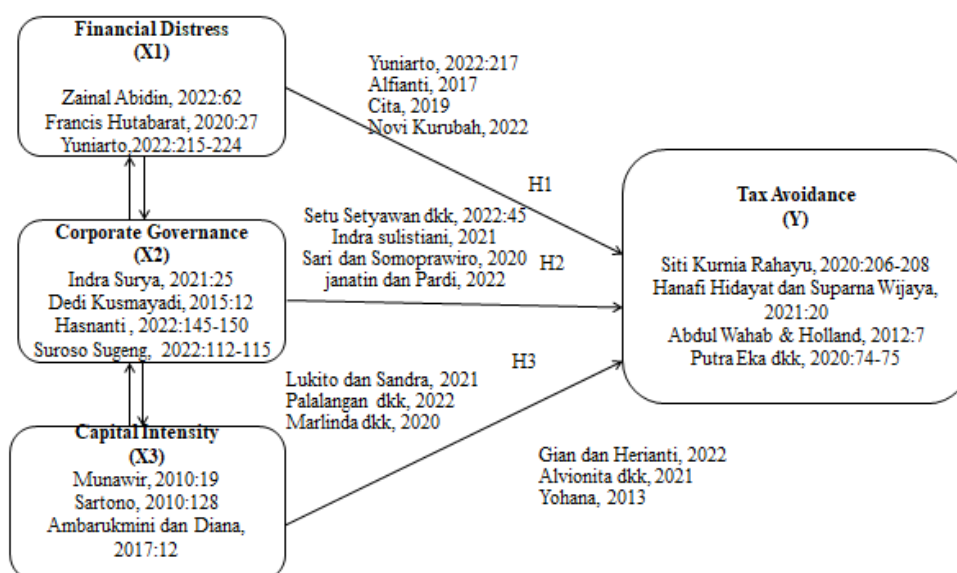 Financial Distress
(X1)
Zainal Abidin, 2022:62
Francis Hutabarat, 2020:27
Yuniarto,2022:215-224
Yuniarto, 2022:217
Alfianti, 2017
Cita, 2019
Novi Kurubah, 2022
H1
Corporate Governance
(X2)
Indra Surya, 2021:25
Dedi Kusmayadi, 2015:12
Hasnanti , 2022:145-150
Suroso Sugeng, 2022:112-115
Setu Setyawan dkk, 2022:45
Indra sulistiani, 2021
Sari dan Somoprawiro, 2020
janatin dan Pardi, 2022
H2
Tax Avoidance
(Y)
Siti Kurnia Rahayu, 2020:206-208
Hanafi Hidayat dan Suparna Wijaya,
2021:20
Abdul Wahab & Holland, 2012:7
Putra Eka dkk, 2020:74-75
H3
Lukito dan Sandra, 2021
Palalangan dkk, 2022
Marlinda dkk, 2020
Capital Intensity
(X3)
Munawir, 2010:19
Sartono, 2010:128
Ambarukmini dan Diana,
2017:12
Gian dan Herianti, 2022
Alvionita dkk, 2021
Yohana, 2013